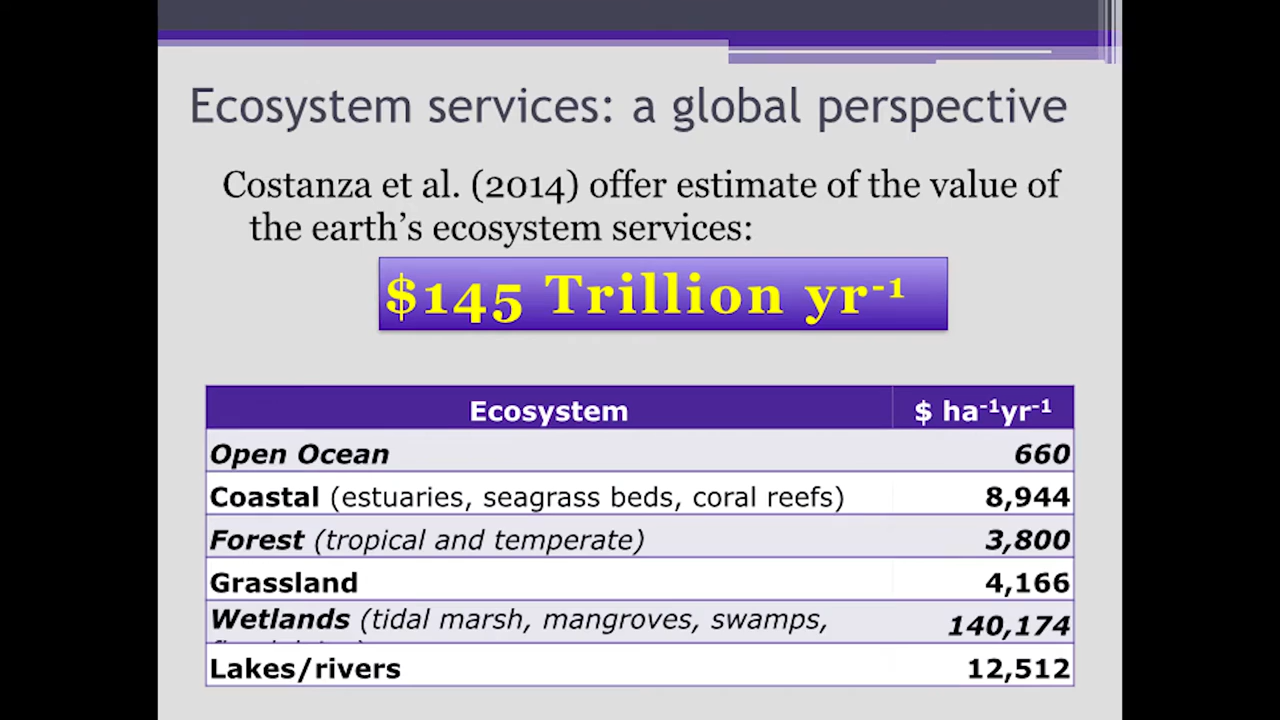 Ecosystem services: a global perspective
Costanza et al. (2014) offer estimate of the value of
the earth’s ecosystem services:
$145 Trillion yr⁻¹
Ecosystem $ ha⁻¹yr⁻¹
Open Ocean 660
Coastal (estuaries, seagrass beds, coral reefs) 8,944
Forest (tropical and temperate) 3,800
Grassland 4,166
Wetlands (tidal marsh, mangroves, swamps, 140,174
Lakes/rivers 12,512